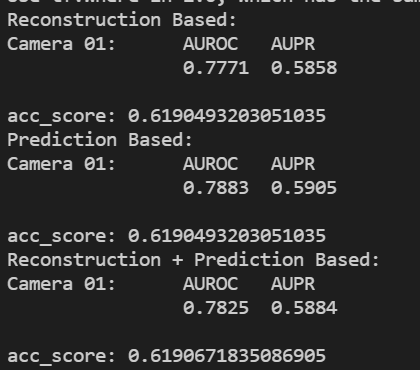 Reconstruction Based:
Camera 01: AUROC AUPR
0.7771 0.5858
acc_score: 0.6190493203051035
Prediction Based:
Camera 01: AUROC AUPR
0.7883 0.5905
acc_score: 0.6190493203051035
Reconstruction + Prediction Based:
Camera 01: AUROC AUPR
0.7825 0.5884
acc_score: 0.6190671835086905